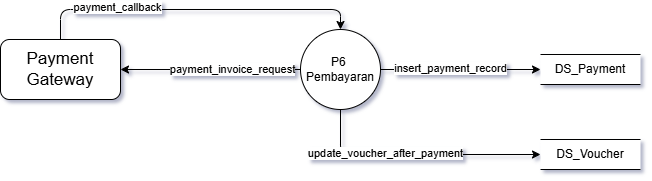 payment_callback
Payment
Gateway
payment_invoice_request
P6
Pembayaran
insert_payment_record
DS_Payment
update_voucher_after_payment
DS_Voucher